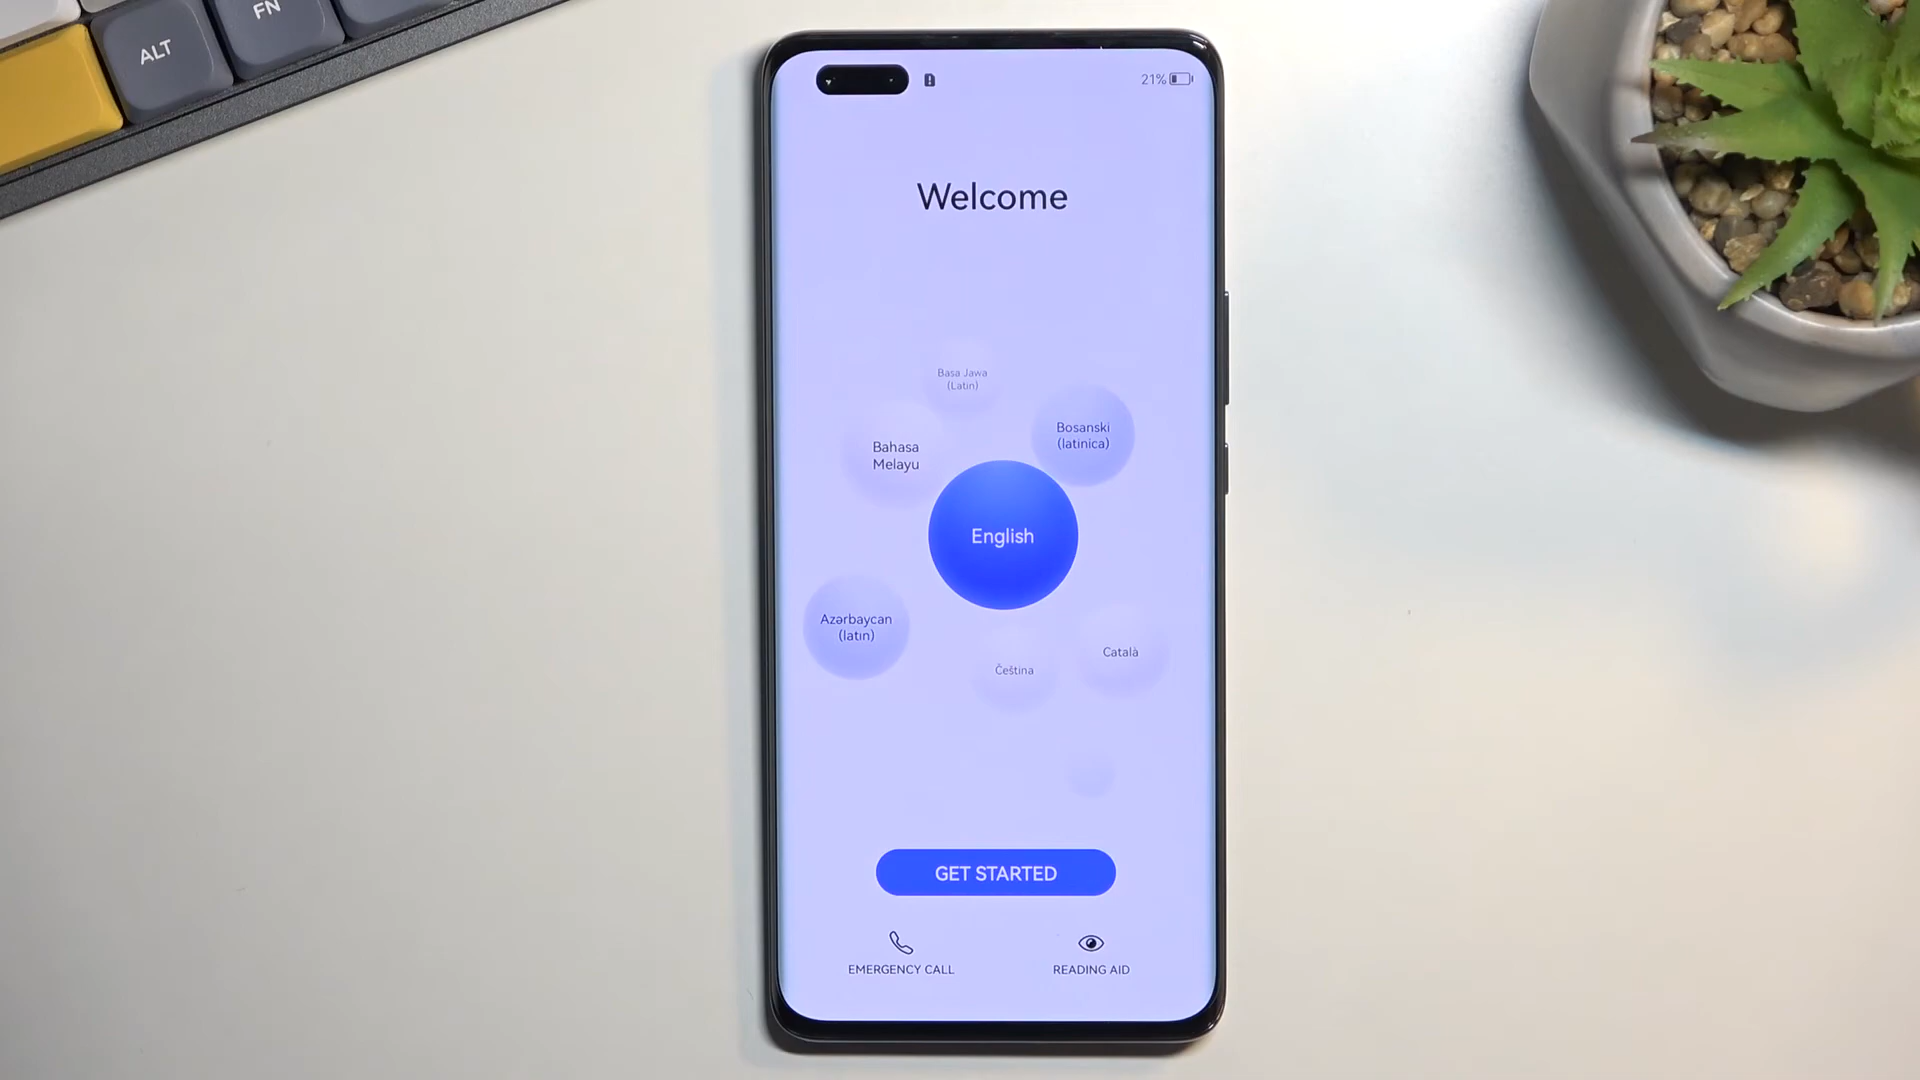 ALT
FN
21%
Welcome
Basa Jawa
(Latin)
Bosanski
(latinica)
Bahasa
Melayu
English
Azərbaycan
(latın)
Català
Čeština
GET STARTED
EMERGENCY CALL
READING AID